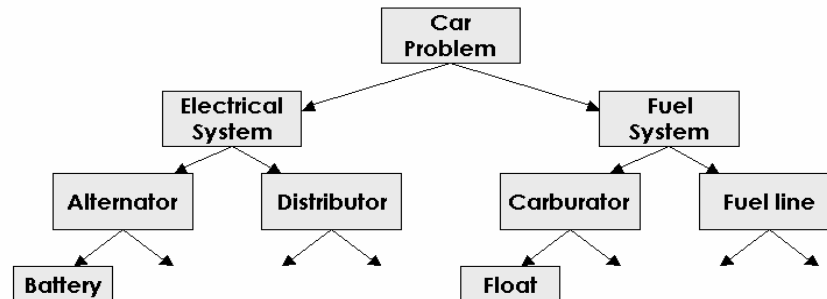 Car
Problem
Electrical
System
Fuel
System
Alternator
Distributor
Carburator
Fuel line
Battery
Float